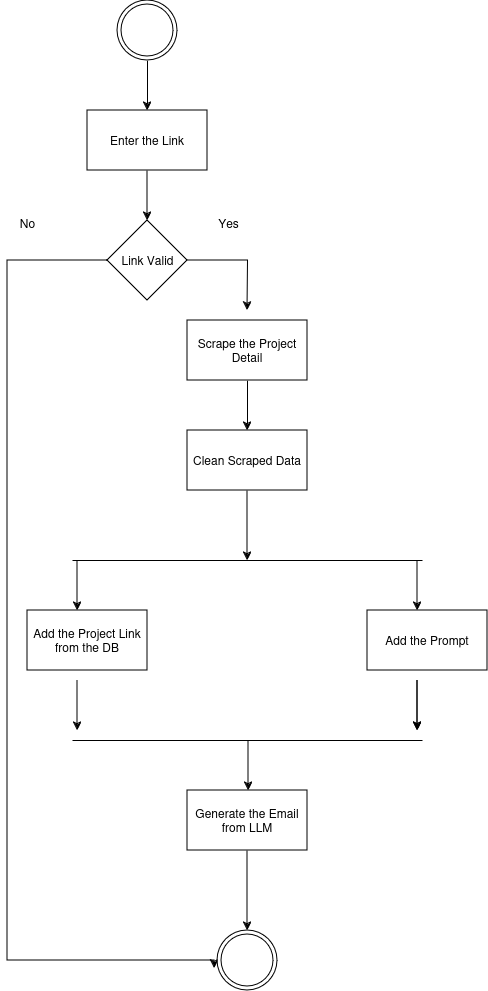 Enter the Link
No
Yes
Link Valid
Scrape the Project
Detail
Clean Scraped Data
Add the Project Link
from the DB
Add the Prompt
Generate the Email
from LLM